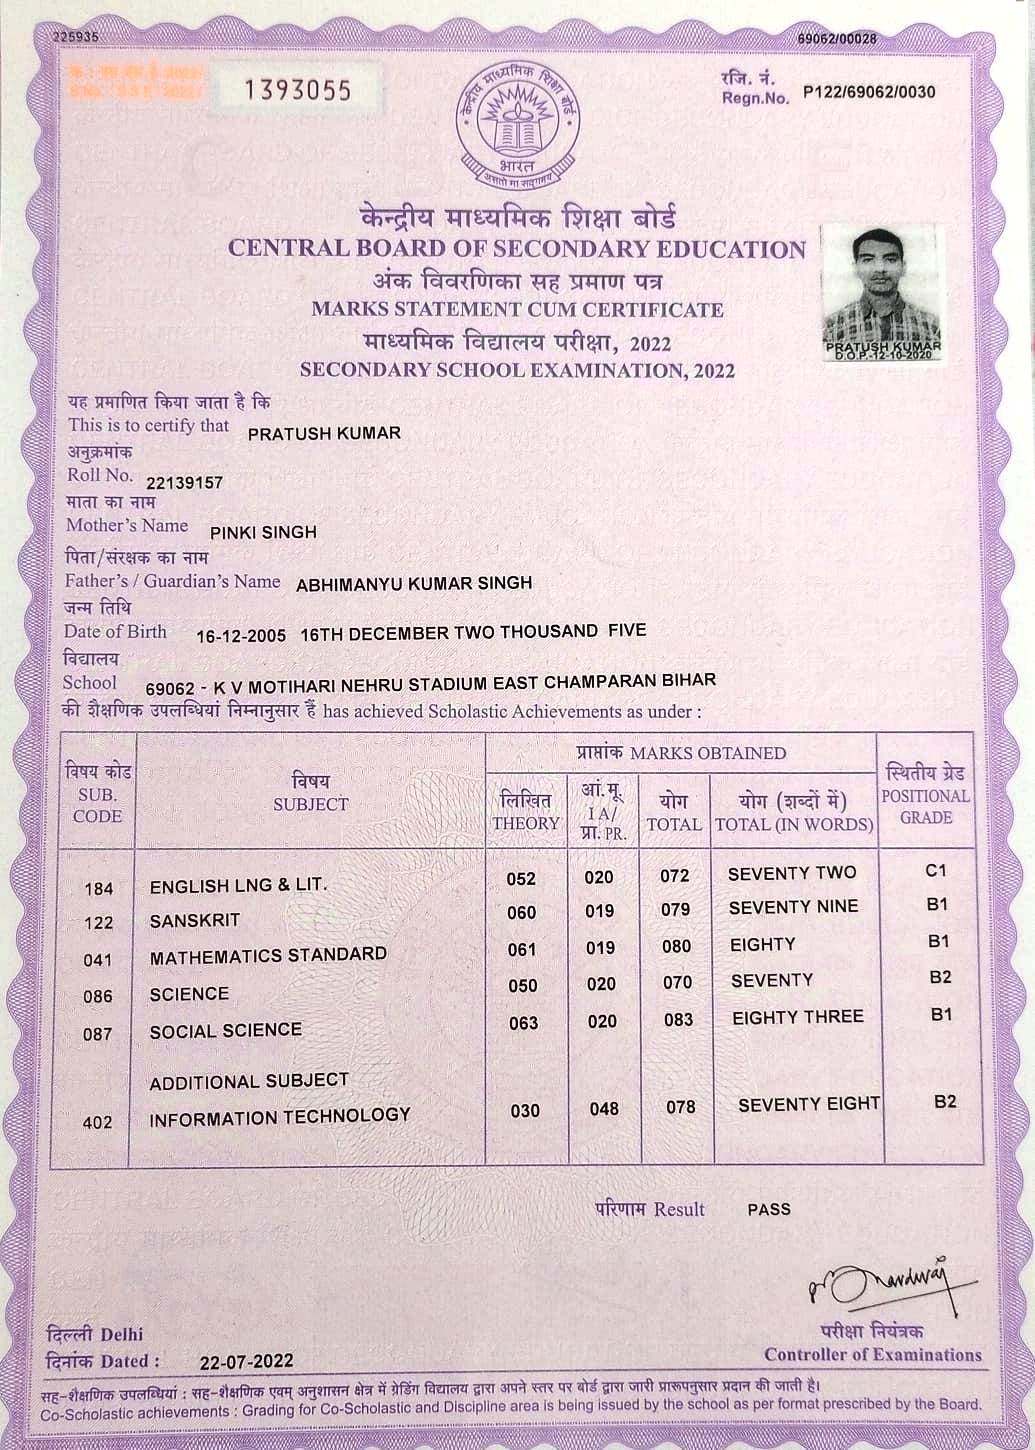 225935
69062/00028
1393055
रजि. नं.
Regn.No. P122/69062/0030
केन्द्रीय माध्यमिक शिक्षा बोर्ड
भारत
असतो मा सद्गमय
केन्द्रीय माध्यमिक शिक्षा बोर्ड
CENTRAL BOARD OF SECONDARY EDUCATION
अंक विवरणिका सह प्रमाण पत्र
MARKS STATEMENT CUM CERTIFICATE
माध्यमिक विद्यालय परीक्षा, 2022
SECONDARY SCHOOL EXAMINATION, 2022
PRATUSH KUMAR
D.O.P.-12-10-2020
यह प्रमाणित किया जाता है कि
This is to certify that PRATUSH KUMAR
अनुक्रमांक
Roll No. 22139157
माता का नाम
Mother's Name PINKI SINGH
पिता/संरक्षक का नाम
Father's / Guardian's Name ABHIMANYU KUMAR SINGH
जन्म तिथि
Date of Birth 16-12-2005 16TH DECEMBER TWO THOUSAND FIVE
विद्यालय
School 69062 - K V MOTIHARI NEHRU STADIUM EAST CHAMPARAN BIHAR
की शैक्षणिक उपलब्धियां निम्नानुसार हैं has achieved Scholastic Achievements as under :
विषय कोड
SUB.
CODE
विषय
SUBJECT
प्राप्तांक MARKS OBTAINED
लिखित
THEORY
आं.मू.
I A/
प्रा. PR.
योग
TOTAL
योग (शब्दों में)
TOTAL (IN WORDS)
स्थितीय ग्रेड
POSITIONAL
GRADE
184 ENGLISH LNG & LIT. 052 020 072 SEVENTY TWO C1
122 SANSKRIT 060 019 079 SEVENTY NINE B1
041 MATHEMATICS STANDARD 061 019 080 EIGHTY B1
086 SCIENCE 050 020 070 SEVENTY B2
087 SOCIAL SCIENCE 063 020 083 EIGHTY THREE B1
ADDITIONAL SUBJECT
402 INFORMATION TECHNOLOGY 030 048 078 SEVENTY EIGHT B2
परिणाम Result PASS
दिल्ली Delhi
दिनांक Dated : 22-07-2022
परीक्षा नियंत्रक
Controller of Examinations
सह-शैक्षणिक उपलब्धियां : सह-शैक्षणिक एवम् अनुशासन क्षेत्र में ग्रेडिंग विद्यालय द्वारा अपने स्तर पर बोर्ड द्वारा जारी प्रारूपनुसार प्रदान की जाती है।
Co-Scholastic achievements : Grading for Co-Scholastic and Discipline area is being issued by the school as per format prescribed by the Board.